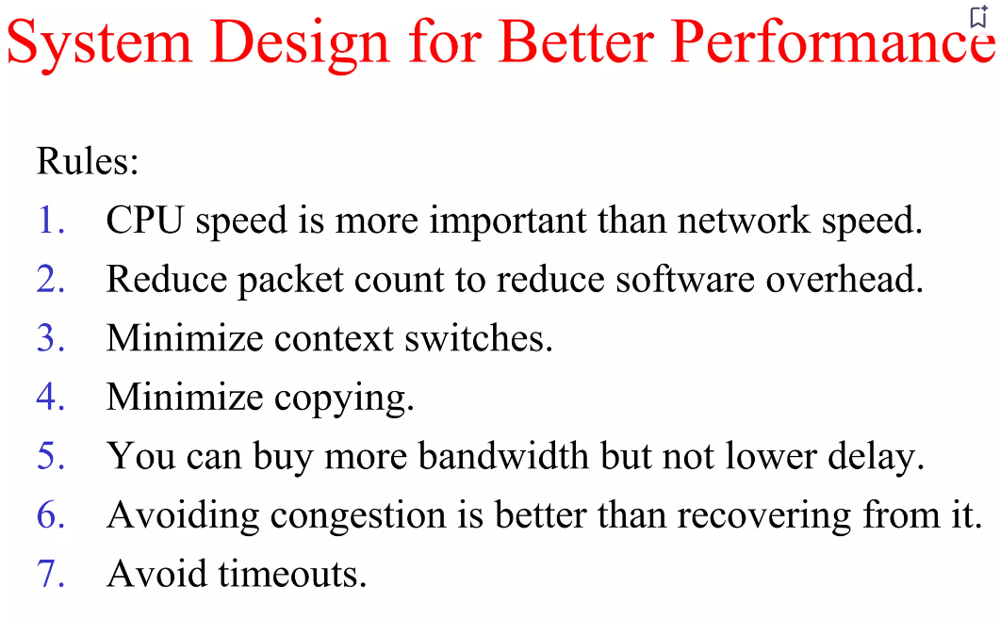 System Design for Better Performance
Rules:
1. CPU speed is more important than network speed.
2. Reduce packet count to reduce software overhead.
3. Minimize context switches.
4. Minimize copying.
5. You can buy more bandwidth but not lower delay.
6. Avoiding congestion is better than recovering from it.
7. Avoid timeouts.